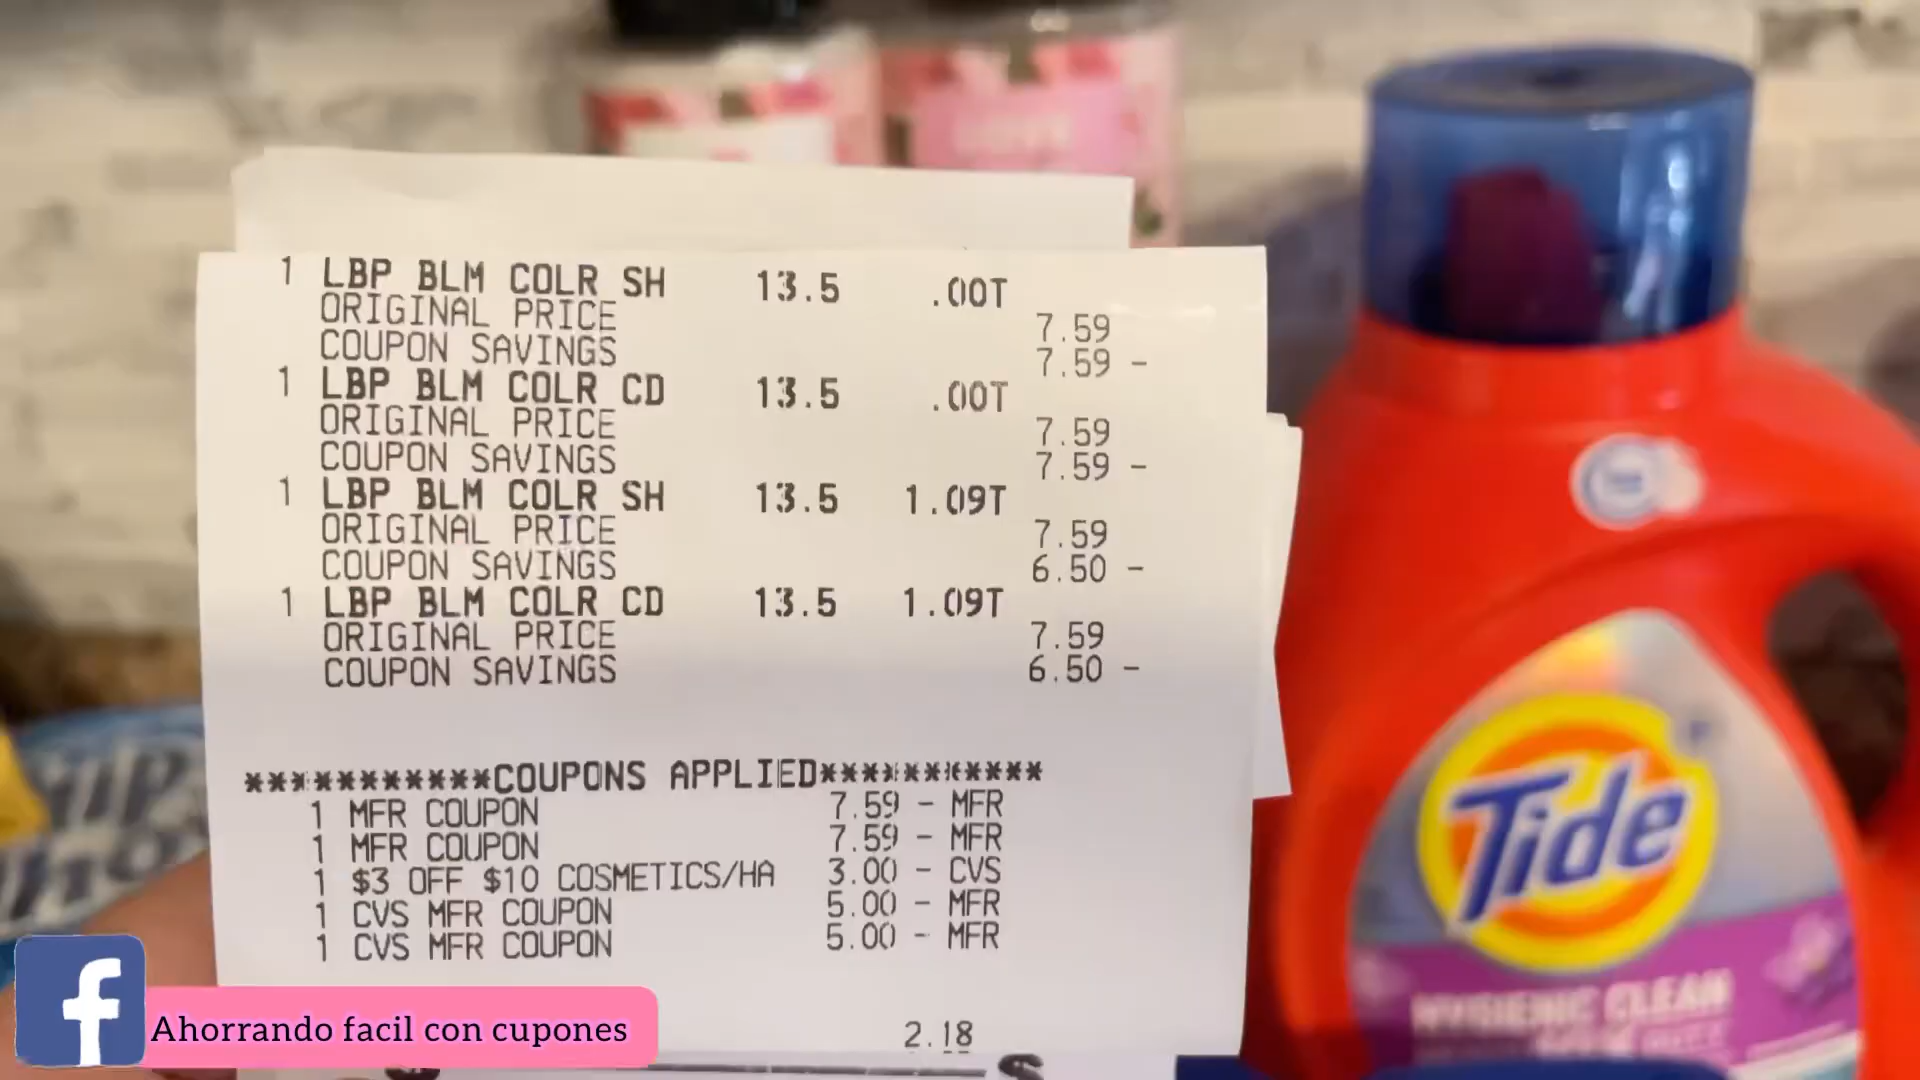 1 LBP BLM COLR SH 13.5 .00T
ORIGINAL PRICE 7.59
COUPON SAVINGS 7.59 -
1 LBP BLM COLR CD 13.5 .00T
ORIGINAL PRICE 7.59
COUPON SAVINGS 7.59 -
1 LBP BLM COLR SH 13.5 1.09T
ORIGINAL PRICE 7.59
COUPON SAVINGS 6.50 -
1 LBP BLM COLR CD 13.5 1.09T
ORIGINAL PRICE 7.59
COUPON SAVINGS 6.50 -
***********COUPONS APPLIED***********
1 MFR COUPON 7.59 - MFR
1 MFR COUPON 7.59 - MFR
1 $3 OFF $10 COSMETICS/HA 3.00 - CVS
1 CVS MFR COUPON 5.00 - MFR
1 CVS MFR COUPON 5.00 - MFR
2.18
Tide
HYGIENIC CLEAN
f
Ahorrando facil con cupones